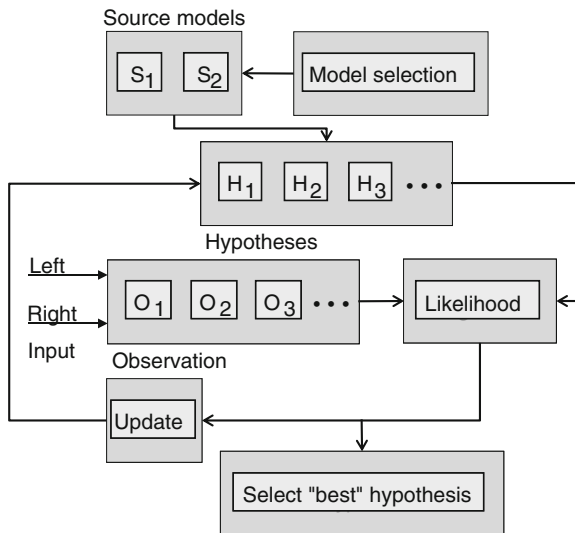 Source models
S1 S2 Model selection
H1 H2 H3 • • •
Hypotheses
Left
O1 O2 O3 • • • Likelihood
Right
Input
Observation
Update
Select "best" hypothesis